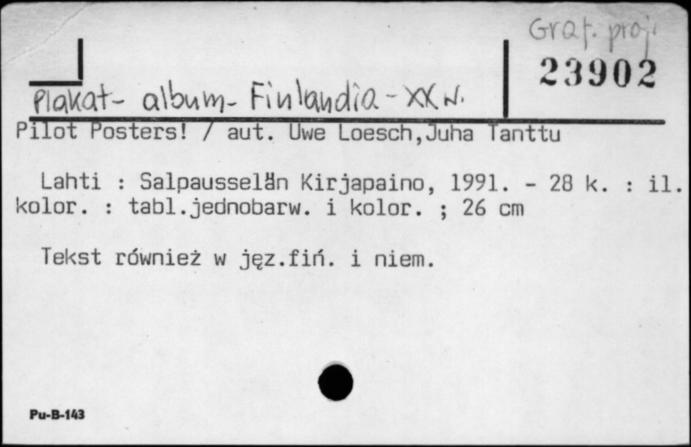 Graf. proj.
23902
Plakat - album - Finlandia - XX w.
Pilot Posters! / aut. Uwe Loesch,Juha Tanttu
Lahti : Salpausselän Kirjapaino, 1991. - 28 k. : il.
kolor. : tabl.jednobarw. i kolor. ; 26 cm
Tekst również w jęz.fiń. i niem.
Pu-B-143